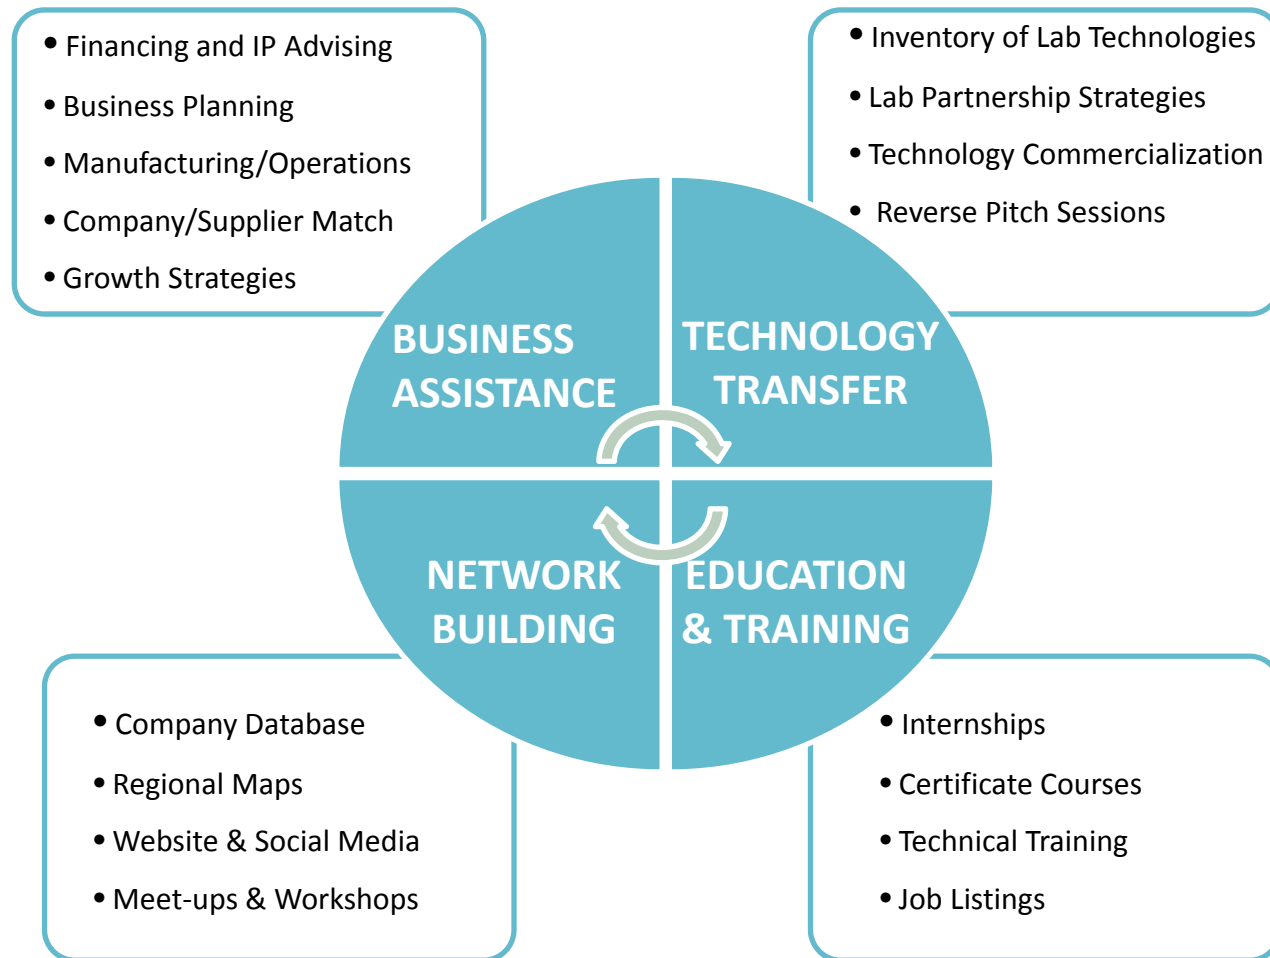 • Financing and IP Advising
• Business Planning
• Manufacturing/Operations
• Company/Supplier Match
• Growth Strategies
• Inventory of Lab Technologies
• Lab Partnership Strategies
• Technology Commercialization
• Reverse Pitch Sessions
BUSINESS
ASSISTANCE
TECHNOLOGY
TRANSFER
NETWORK
BUILDING
EDUCATION
& TRAINING
• Company Database
• Regional Maps
• Website & Social Media
• Meet-ups & Workshops
• Internships
• Certificate Courses
• Technical Training
• Job Listings